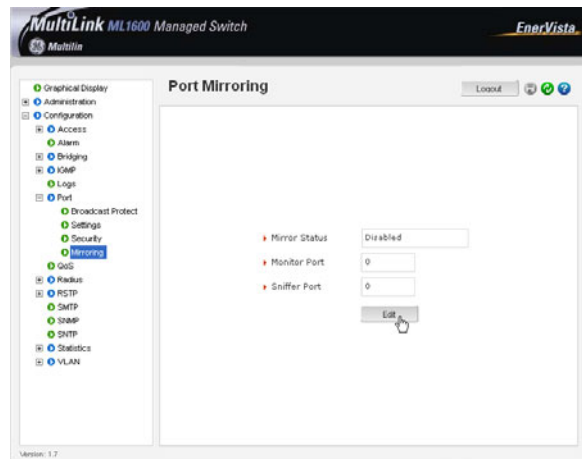 MultiLink ML1600 Managed Switch
EnerVista
Multilin
Port Mirroring
Logout
Graphical Display
Administration
Configuration
Access
Alarm
Bridging
IGMP
Logs
Port
Broadcast Protect
Settings
Security
Mirroring
QoS
Radius
RSTP
SMTP
SNMP
SNTP
Statistics
VLAN
Mirror Status Disabled
Monitor Port 0
Sniffer Port 0
Edit
Version: 1.7